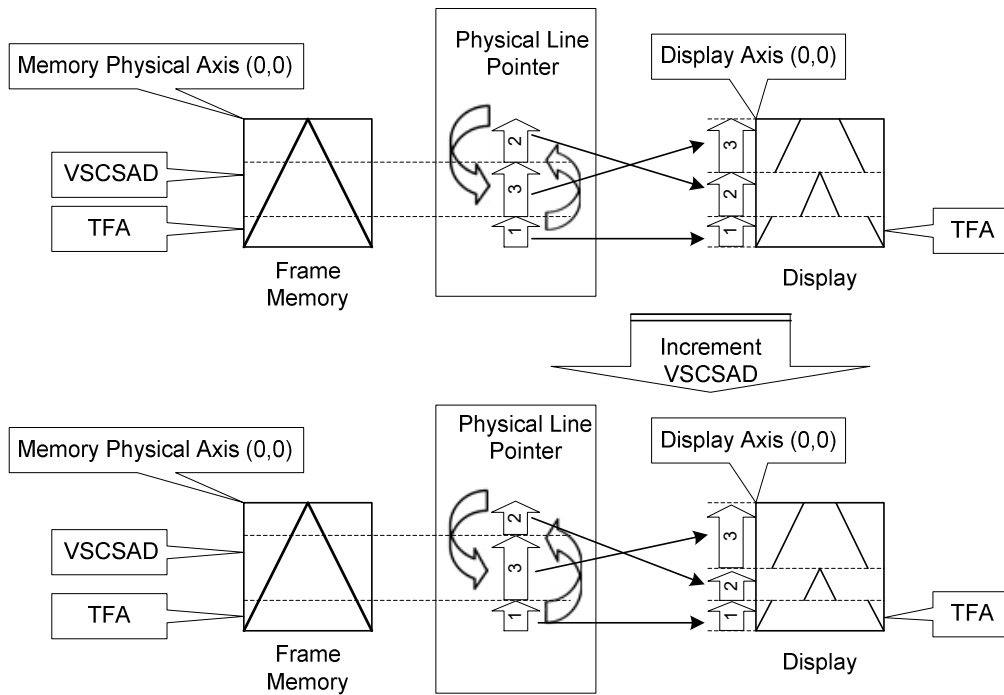 Physical Line
Pointer
Memory Physical Axis (0,0)
Display Axis (0,0)
VSCSAD
TFA
2
3
1
3
2
1
TFA
Frame
Memory
Display
Increment
VSCSAD
Physical Line
Pointer
Memory Physical Axis (0,0)
Display Axis (0,0)
VSCSAD
TFA
2
3
1
3
2
1
TFA
Frame
Memory
Display